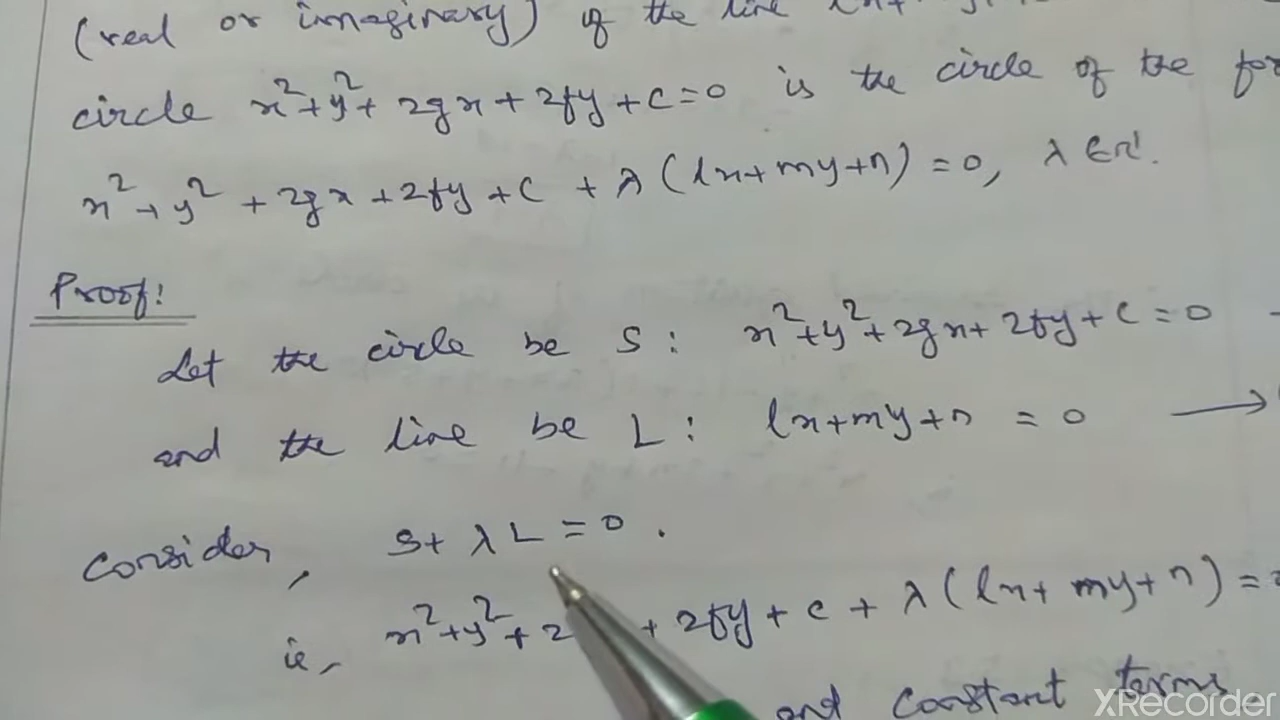 (real or imaginary) of the line
circle x²+y²+2gx+2fy+c=0 is the circle of the
x²+y²+2gx+2fy+c+λ(lx+my+n)=0, λ∈ℝ.
Proof:
Let the circle be S: x²+y²+2gx+2fy+c=0
and the line be L: lx+my+n=0 →
Consider, S+λL=0.
ie, x²+y²+2 +2fy+c+λ(lx+my+n)=
and constant terms
XRecorder